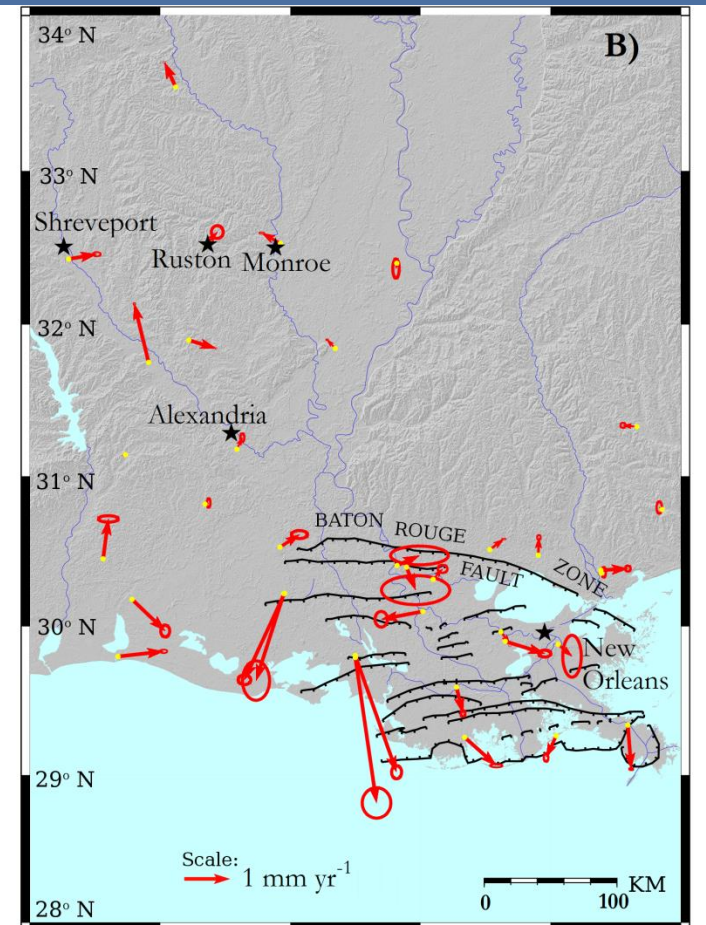 34° N
B)
33° N
Shreveport
Ruston
Monroe
32° N
Alexandria
31° N
BATON ROUGE
FAULT ZONE
30° N
New
Orleans
29° N
Scale:
1 mm yr-1
KM
0 100
28° N